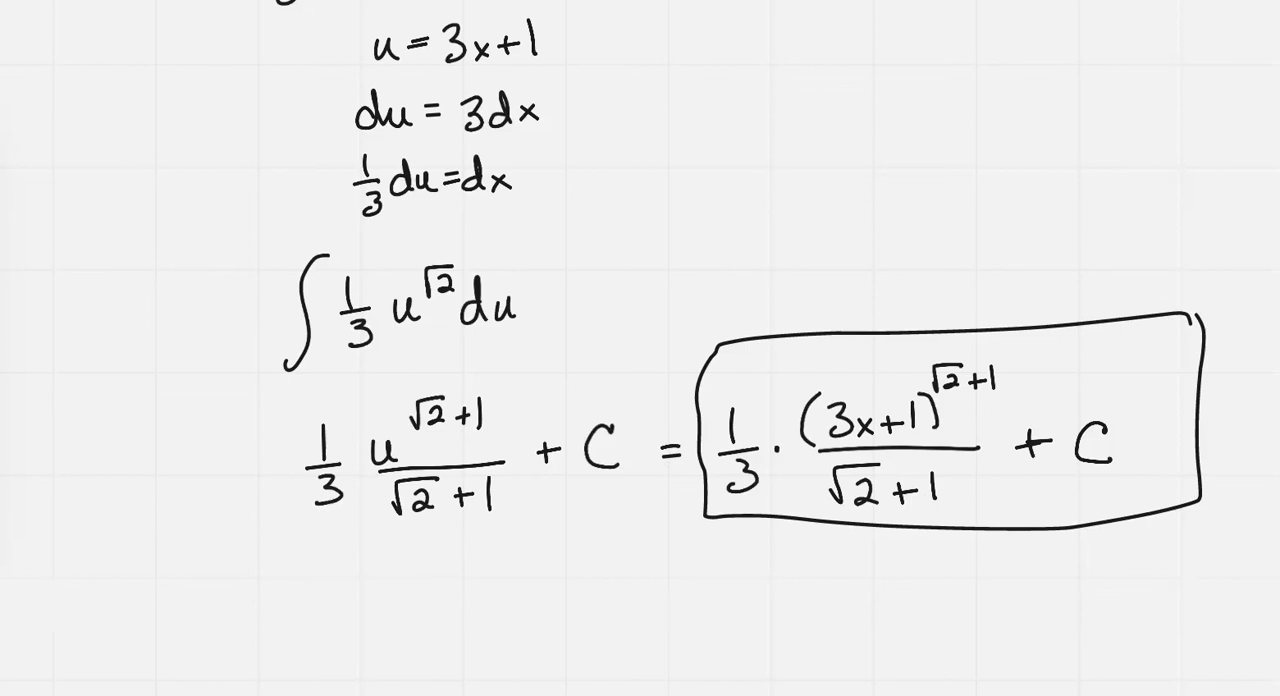 u = 3x+1
du = 3dx
1/3 du = dx
∫ 1/3 u^√2 du
1/3 u^(√2+1)/(√2+1) + C = 1/3 · (3x+1)^(√2+1)/(√2+1) + C